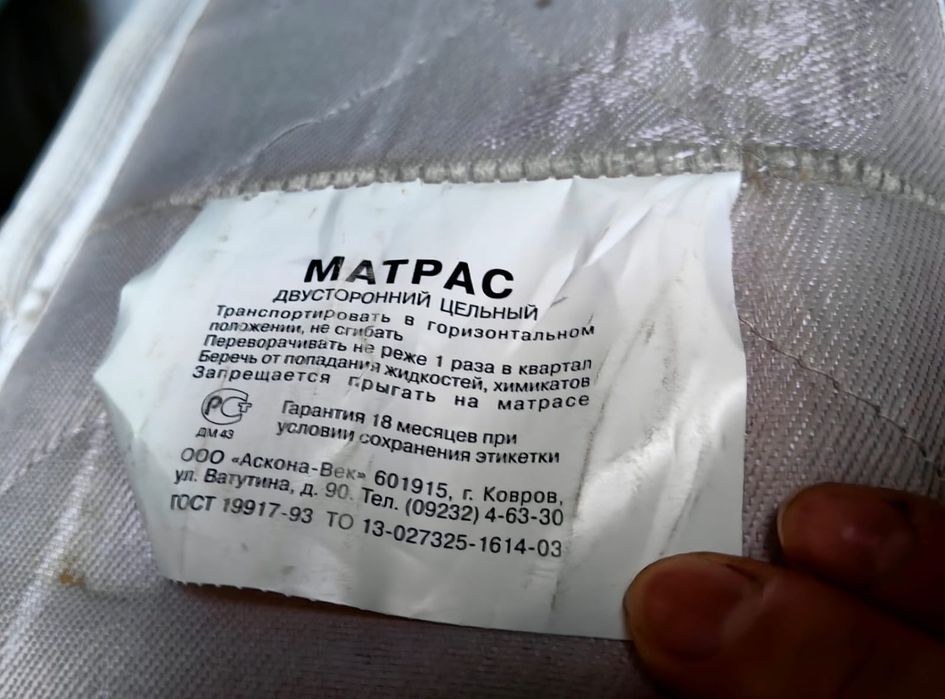 МАТРАС
ДВУСТОРОННИЙ ЦЕЛЬНЫЙ
Транспортировать в горизонтальном
положении, не сгибать
Переворачивать не реже 1 раза в квартал
Беречь от попадания жидкостей, химикатов
Запрещается прыгать на матрасе
РСТ
ДМ 43
Гарантия 18 месяцев при
условии сохранения этикетки
ООО «Аскона-Век» 601915, г. Ковров,
ул. Ватутина, д. 90. Тел. (09232) 4-63-30
ГОСТ 19917-93 ТО 13-027325-1614-03